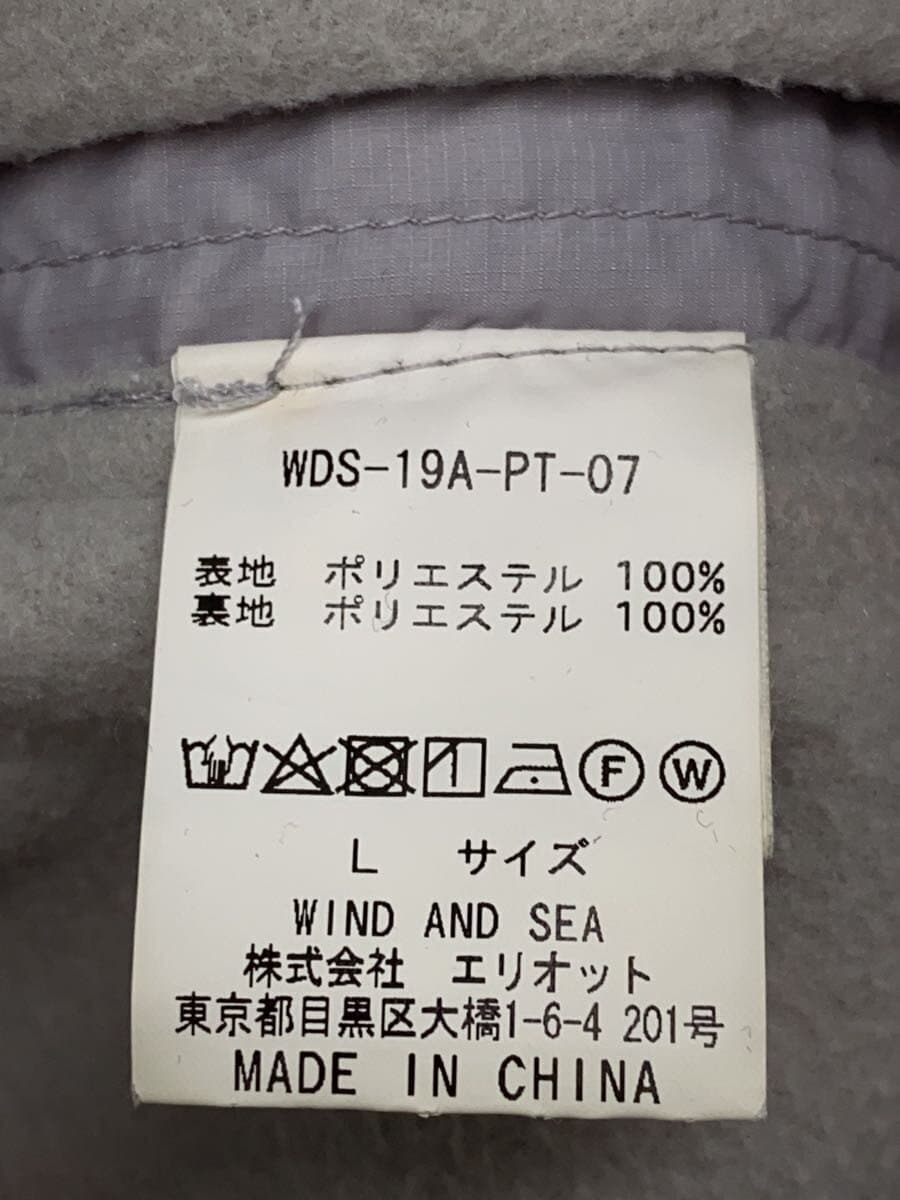 WDS-19A-PT-07
表地 ポリエステル 100%
裏地 ポリエステル 100%
F W
L サイズ
WIND AND SEA
株式会社 エリオット
東京都目黒区大橋1-6-4 201号
MADE IN CHINA